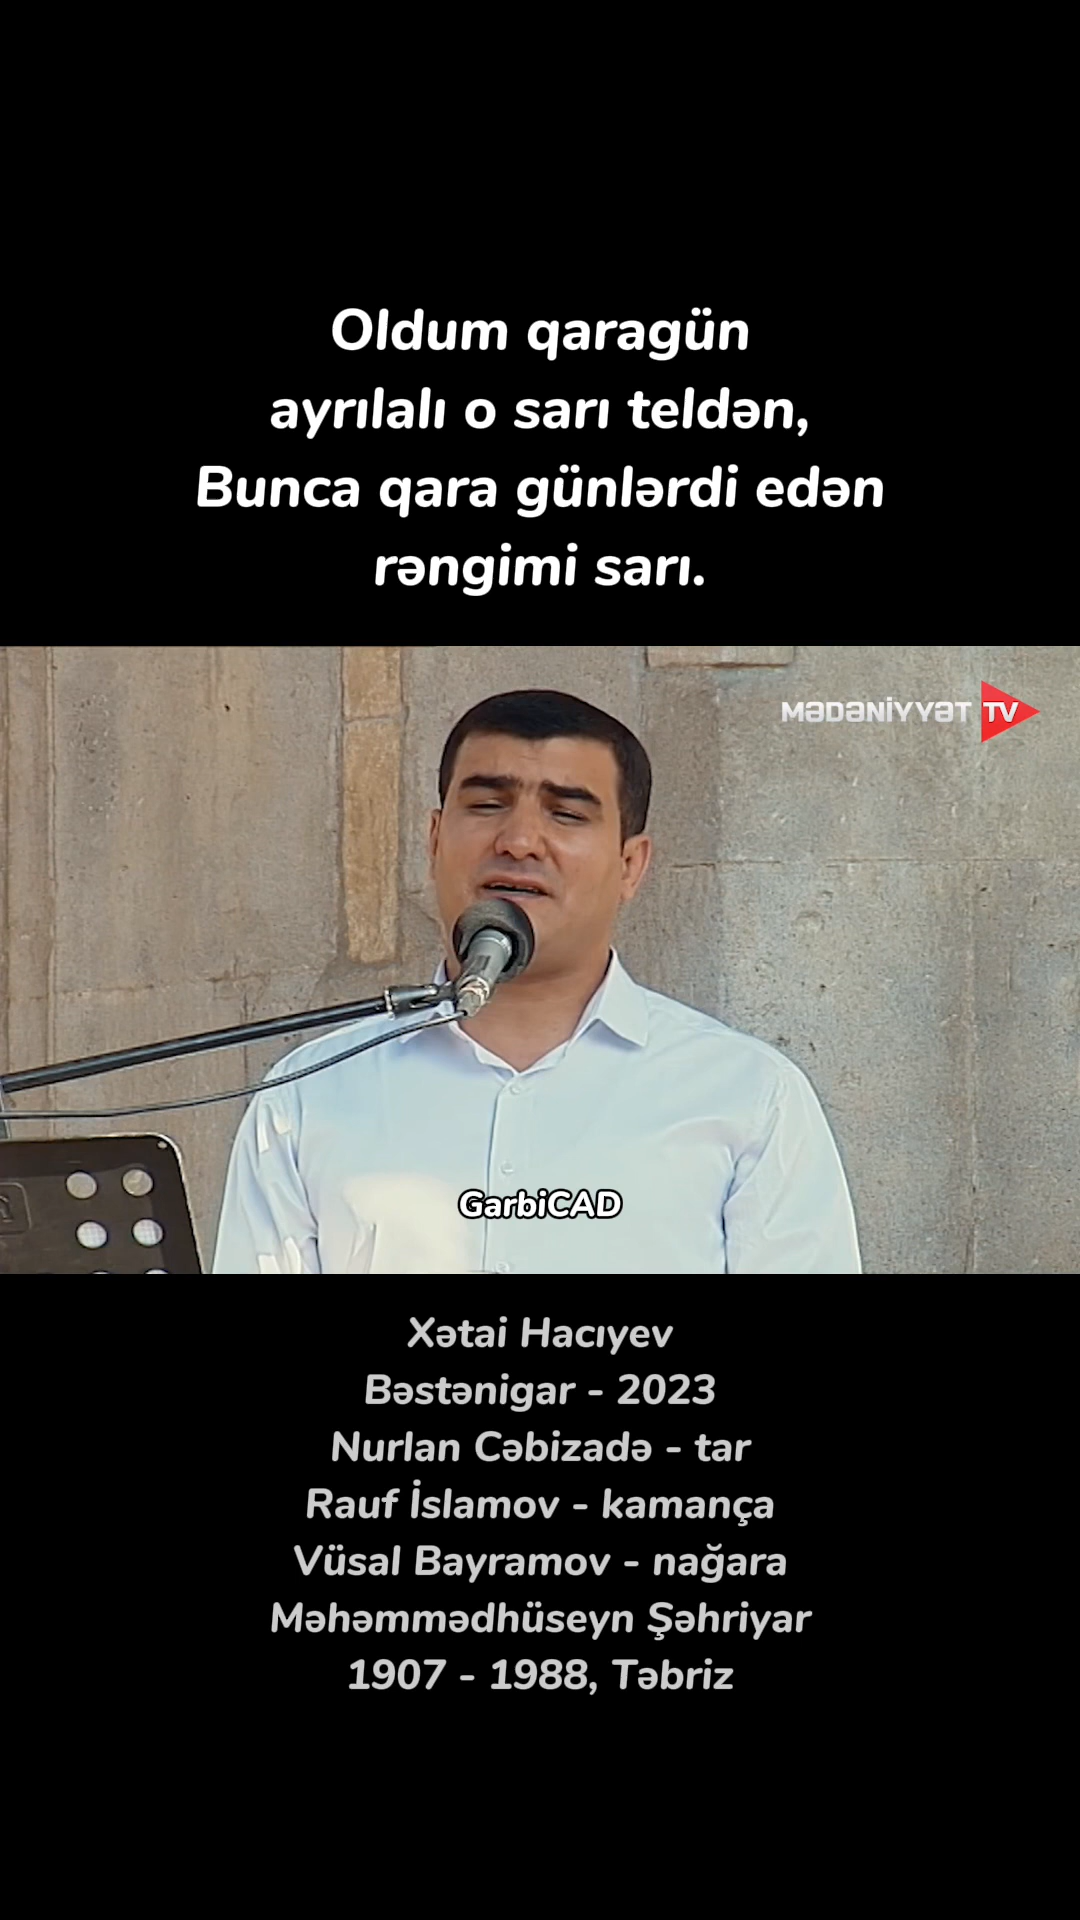 Oldum qaragün
ayrılalı o sarı teldən,
Bunca qara günlərdi edən
rəngimi sarı.
MƏDƏNİYYƏT TV
GarbiCAD
Xətai Hacıyev
Bəstənigar - 2023
Nurlan Cəbizadə - tar
Rauf İslamov - kamança
Vüsal Bayramov - nağara
Məhəmmədhüseyn Şəhriyar
1907 - 1988, Təbriz